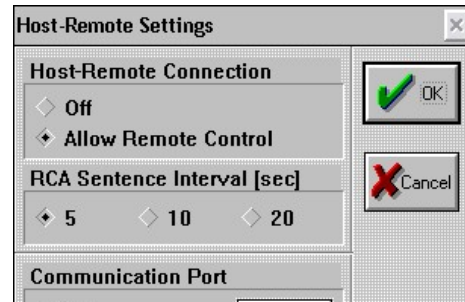 Host-Remote Settings
Host-Remote Connection
Off
Allow Remote Control
RCA Sentence Interval [sec]
5 10 20
Communication Port
OK
Cancel